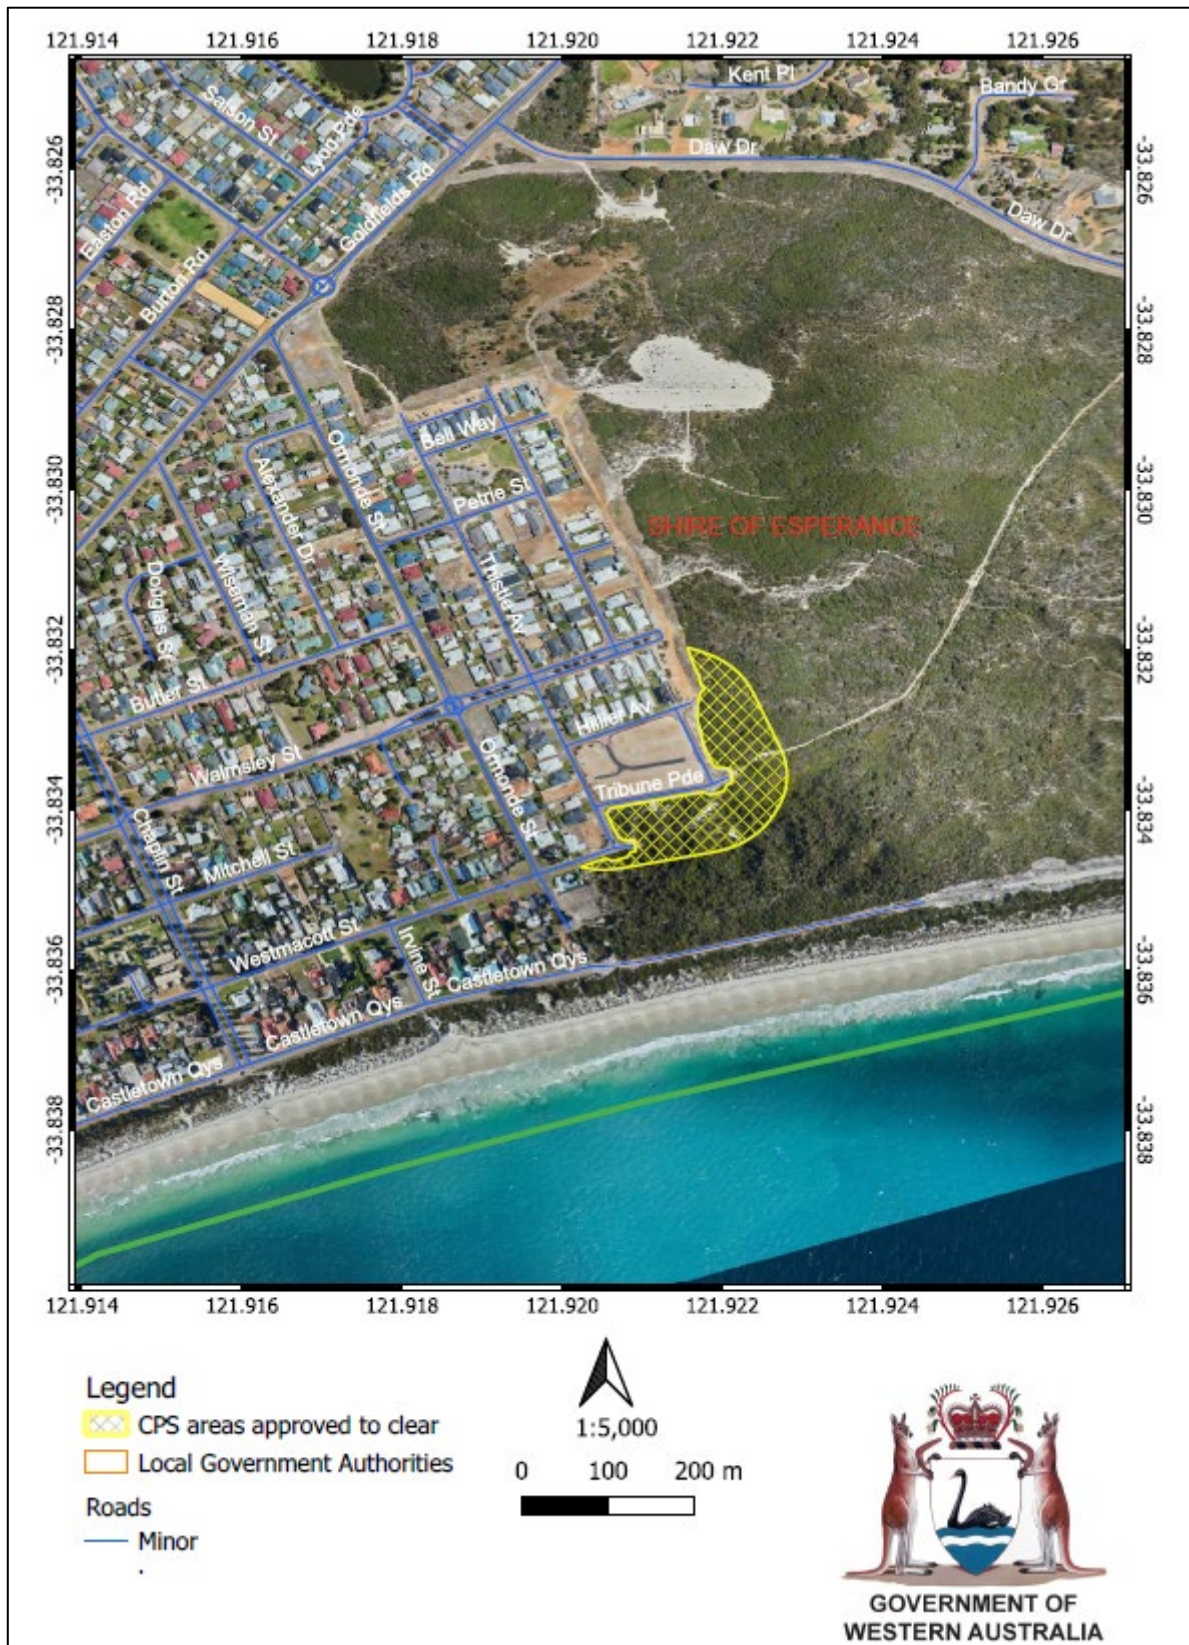 121.914 121.916 121.918 121.920 121.922 121.924 121.926
Kent Pl
Bandy Cr
Saison St
Lyon Pde
Daw Dr
-33.826
-33.826
Easton Rd
Goldfields Rd
Daw Dr
Burton Rd
-33.828
-33.828
Bell Way
Ormonde St
Alexander Dr
Petrie St
-33.830
-33.830
SHIRE OF ESPERANCE
Thistle Av
Wiseman St
Douglas St
-33.832
-33.832
Butler St
Hillier Av
Walmsley St
Ormonde St
Tribune Pde
-33.834
-33.834
Chaplin St
Mitchell St
Westmacott St
Irvine St
Castletown Qys
-33.836
-33.836
Castletown Qys
Castletown Qys
-33.838
-33.838
121.914 121.916 121.918 121.920 121.922 121.924 121.926
Legend
CPS areas approved to clear
Local Government Authorities
Roads
Minor
1:5,000
0 100 200 m
GOVERNMENT OF
WESTERN AUSTRALIA